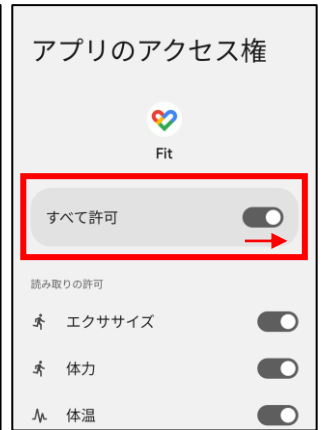 アプリのアクセス権
Fit
すべて許可
読み取りの許可
エクササイズ
体力
体温